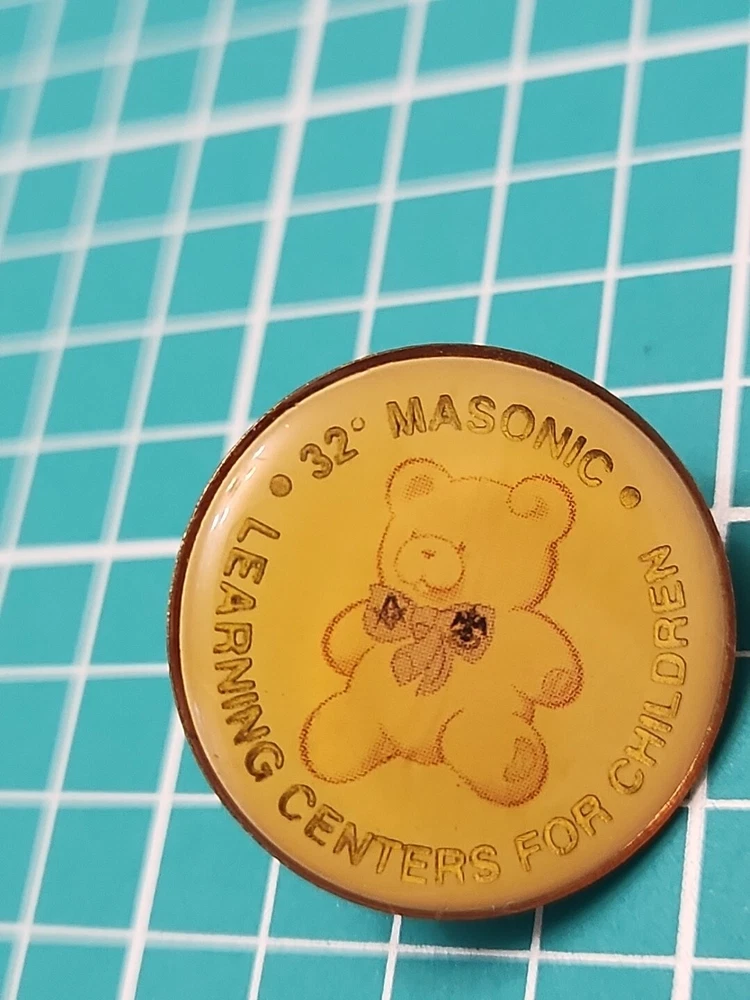 • 32° MASONIC •
LEARNING CENTERS FOR CHILDREN